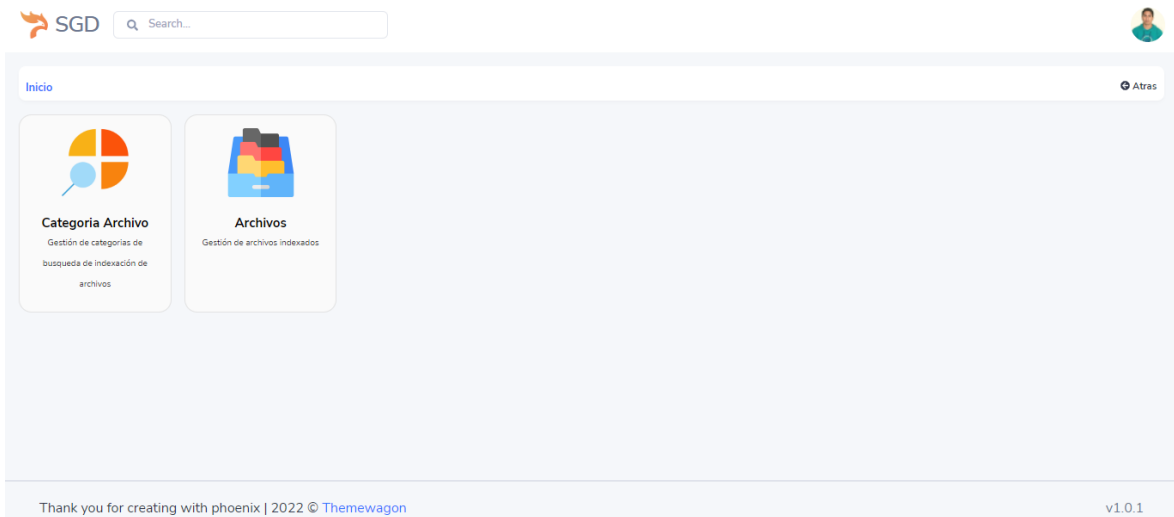 SGD
Search...
Inicio
Atras
Categoria Archivo
Gestión de categorias de
busqueda de indexación de
archivos
Archivos
Gestión de archivos indexados
Thank you for creating with phoenix | 2022 © Themewagon
v1.0.1